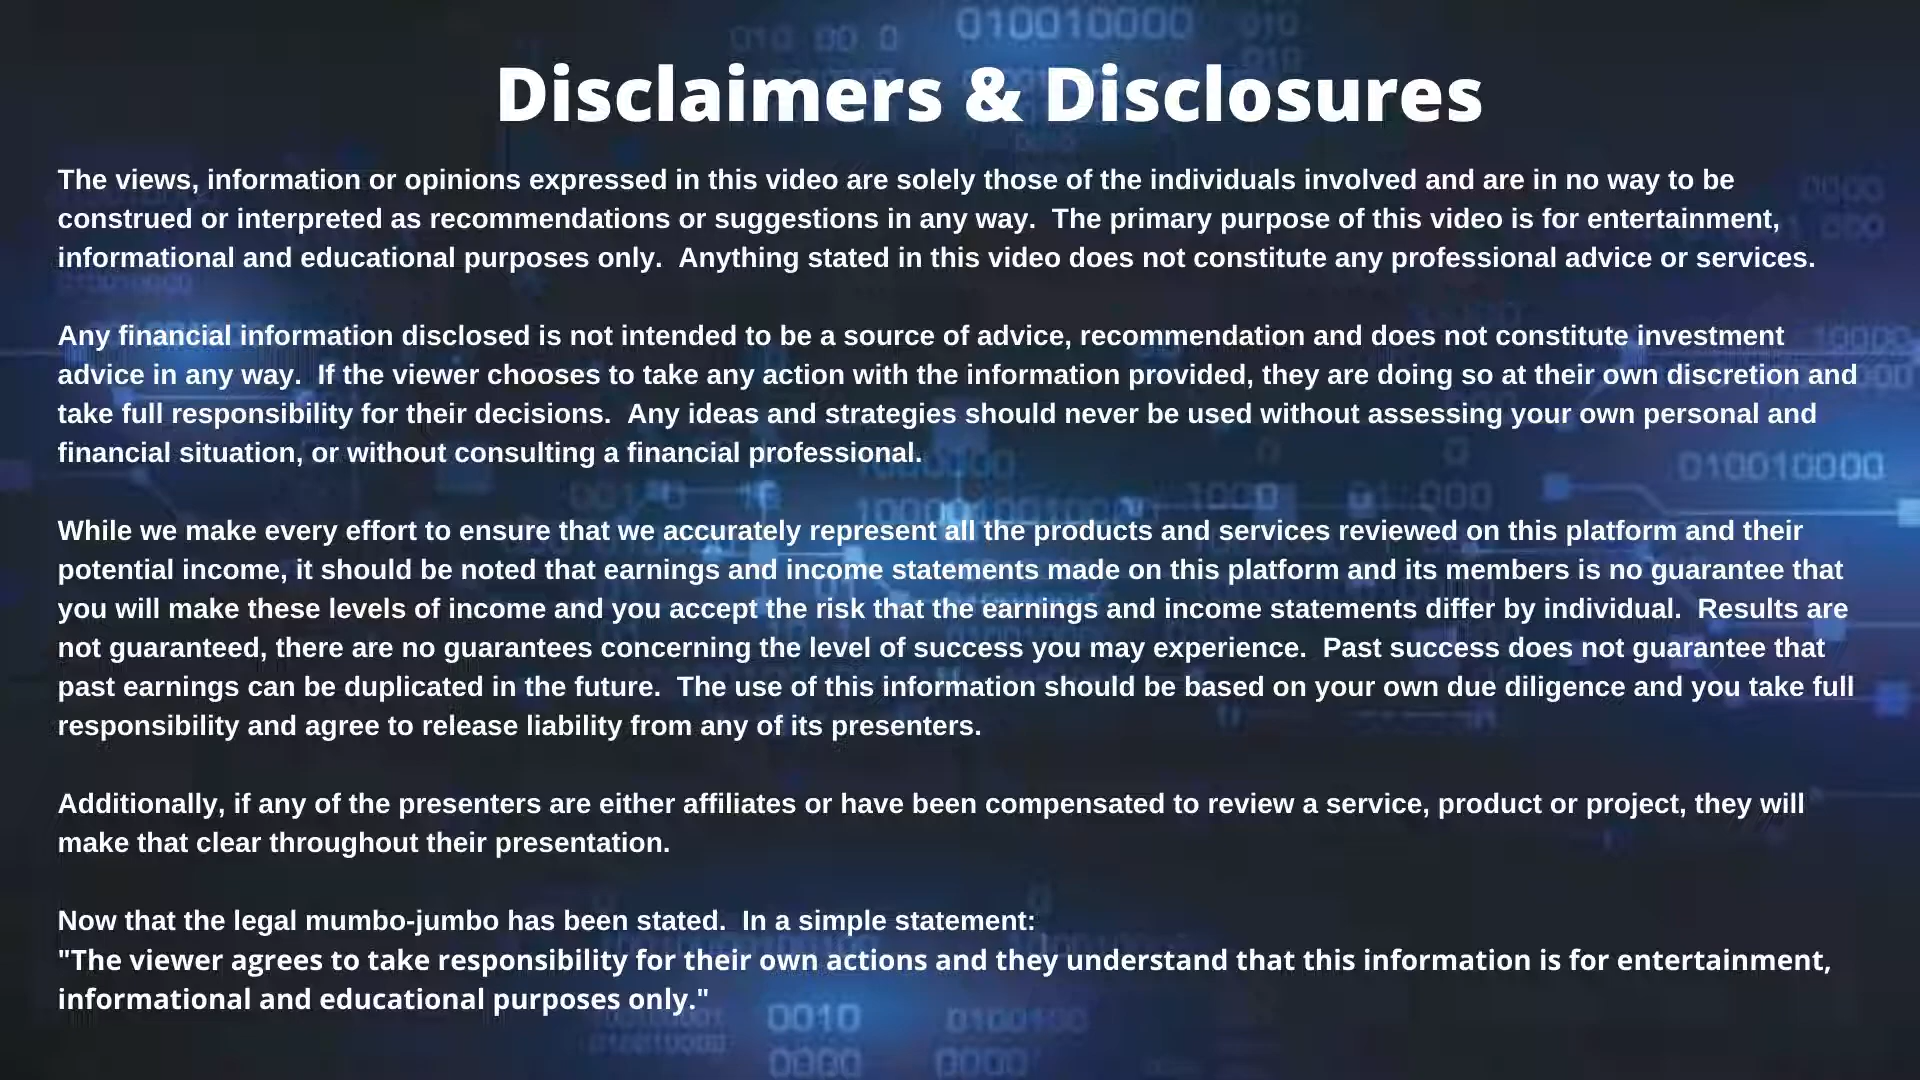 010010000
010 00 0
010
Disclaimers & Disclosures
The views, information or opinions expressed in this video are solely those of the individuals involved and are in no way to be
construed or interpreted as recommendations or suggestions in any way.  The primary purpose of this video is for entertainment,
informational and educational purposes only.  Anything stated in this video does not constitute any professional advice or services.
Any financial information disclosed is not intended to be a source of advice, recommendation and does not constitute investment
advice in any way.  If the viewer chooses to take any action with the information provided, they are doing so at their own discretion and
take full responsibility for their decisions.  Any ideas and strategies should never be used without assessing your own personal and
financial situation, or without consulting a financial professional.
010010000
While we make every effort to ensure that we accurately represent all the products and services reviewed on this platform and their
potential income, it should be noted that earnings and income statements made on this platform and its members is no guarantee that
you will make these levels of income and you accept the risk that the earnings and income statements differ by individual.  Results are
not guaranteed, there are no guarantees concerning the level of success you may experience.  Past success does not guarantee that
past earnings can be duplicated in the future.  The use of this information should be based on your own due diligence and you take full
responsibility and agree to release liability from any of its presenters.
Additionally, if any of the presenters are either affiliates or have been compensated to review a service, product or project, they will
make that clear throughout their presentation.
Now that the legal mumbo-jumbo has been stated.  In a simple statement:
"The viewer agrees to take responsibility for their own actions and they understand that this information is for entertainment,
informational and educational purposes only."
0010
0100100
0000
0000